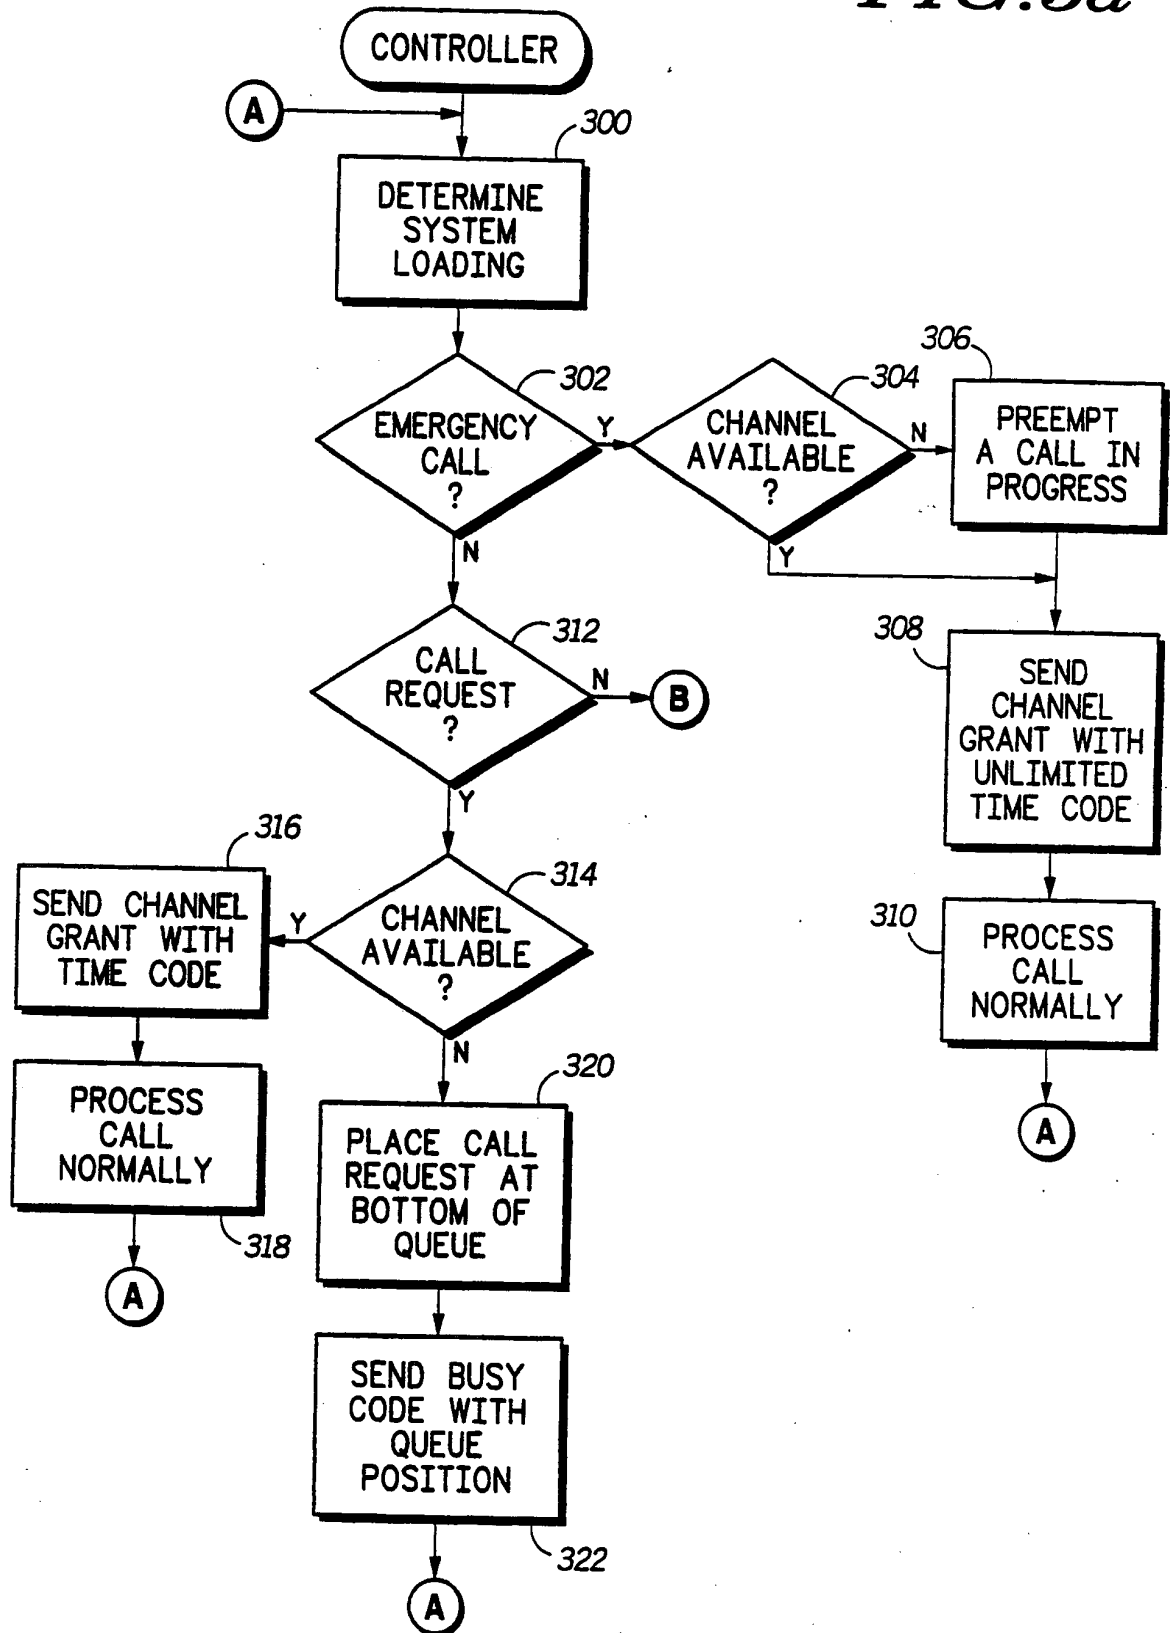 FIG.3a
CONTROLLER
A
300
DETERMINE
SYSTEM
LOADING
302
EMERGENCY
CALL
?
Y
N
304
CHANNEL
AVAILABLE
?
N
Y
306
PREEMPT
A CALL IN
PROGRESS
308
SEND
CHANNEL
GRANT WITH
UNLIMITED
TIME CODE
310
PROCESS
CALL
NORMALLY
A
312
CALL
REQUEST
?
N
B
Y
314
CHANNEL
AVAILABLE
?
Y
N
316
SEND CHANNEL
GRANT WITH
TIME CODE
PROCESS
CALL
NORMALLY
318
A
320
PLACE CALL
REQUEST AT
BOTTOM OF
QUEUE
SEND BUSY
CODE WITH
QUEUE
POSITION
322
A